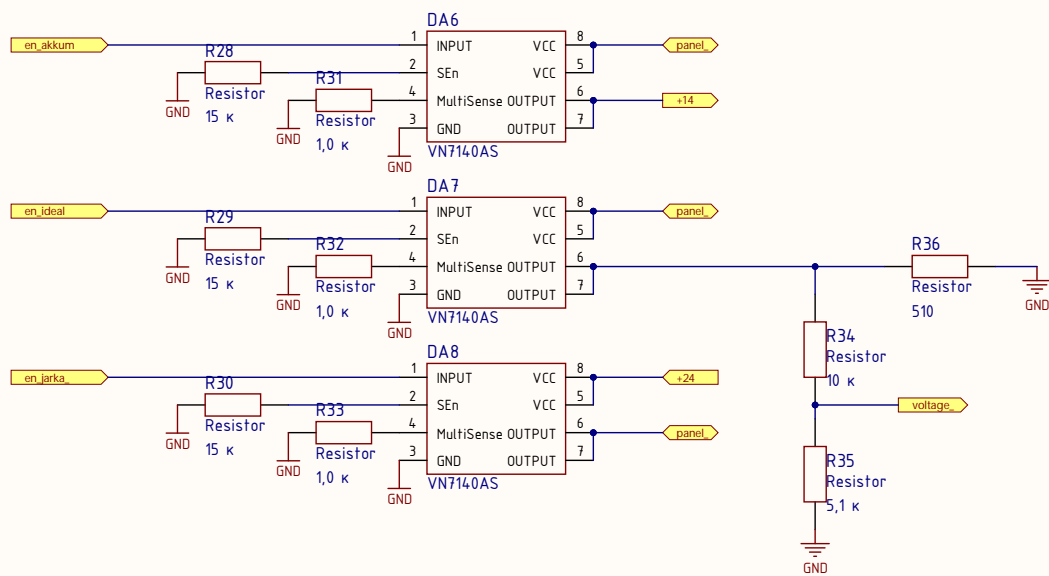 DA6
en_akkum
1
INPUT
VCC
8
panel_
R28
2
SEn
VCC
5
GND
Resistor
15 к
R31
4
MultiSense
OUTPUT
6
+14
GND
Resistor
1,0 к
3
GND
OUTPUT
7
GND
VN7140AS
DA7
en_ideal
1
INPUT
VCC
8
panel_
R29
2
SEn
VCC
5
GND
Resistor
15 к
R32
4
MultiSense
OUTPUT
6
R36
Resistor
510
GND
GND
Resistor
1,0 к
3
GND
OUTPUT
7
GND
VN7140AS
R34
Resistor
10 к
DA8
en_jarka_
1
INPUT
VCC
8
+24
R30
2
SEn
VCC
5
voltage_
GND
Resistor
15 к
R33
4
MultiSense
OUTPUT
6
panel_
GND
Resistor
1,0 к
3
GND
OUTPUT
7
GND
VN7140AS
R35
Resistor
5,1 к
GND